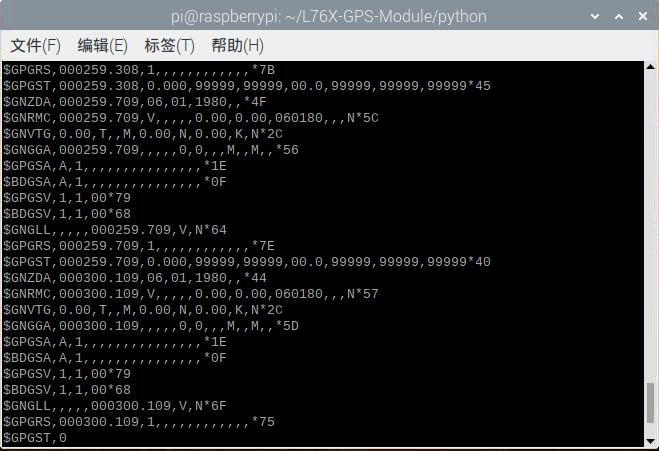 pi@raspberrypi: ~/L76X-GPS-Module/python
文件(F) 编辑(E) 标签(T) 帮助(H)
$GPGRS,000259.308,1,,,,,,,,,,,,*7B
$GPGST,000259.308,0.000,99999,99999,00.0,99999,99999,99999*45
$GNZDA,000259.709,06,01,1980,,*4F
$GNRMC,000259.709,V,,,,,0.00,0.00,060180,,,N*5C
$GNVTG,0.00,T,,M,0.00,N,0.00,K,N*2C
$GNGGA,000259.709,,,,,0,0,,,M,,M,,*56
$GPGSA,A,1,,,,,,,,,,,,,,,*1E
$BDGSA,A,1,,,,,,,,,,,,,,,*0F
$GPGSV,1,1,00*79
$BDGSV,1,1,00*68
$GNGLL,,,,,000259.709,V,N*64
$GPGRS,000259.709,1,,,,,,,,,,,,*7E
$GPGST,000259.709,0.000,99999,99999,00.0,99999,99999,99999*40
$GNZDA,000300.109,06,01,1980,,*44
$GNRMC,000300.109,V,,,,,0.00,0.00,060180,,,N*57
$GNVTG,0.00,T,,M,0.00,N,0.00,K,N*2C
$GNGGA,000300.109,,,,,0,0,,,M,,M,,*5D
$GPGSA,A,1,,,,,,,,,,,,,,,*1E
$BDGSA,A,1,,,,,,,,,,,,,,,*0F
$GPGSV,1,1,00*79
$BDGSV,1,1,00*68
$GNGLL,,,,,000300.109,V,N*6F
$GPGRS,000300.109,1,,,,,,,,,,,,*75
$GPGST,0